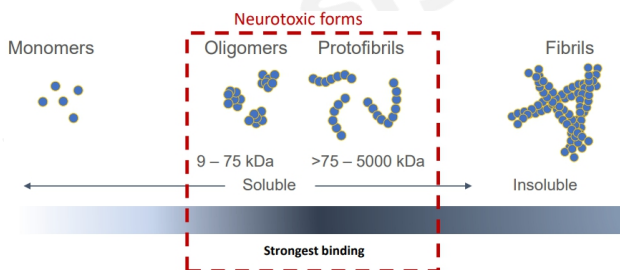 Neurotoxic forms
Monomers Oligomers Protofibrils Fibrils
9 – 75 kDa >75 – 5000 kDa
Soluble Insoluble
Strongest binding